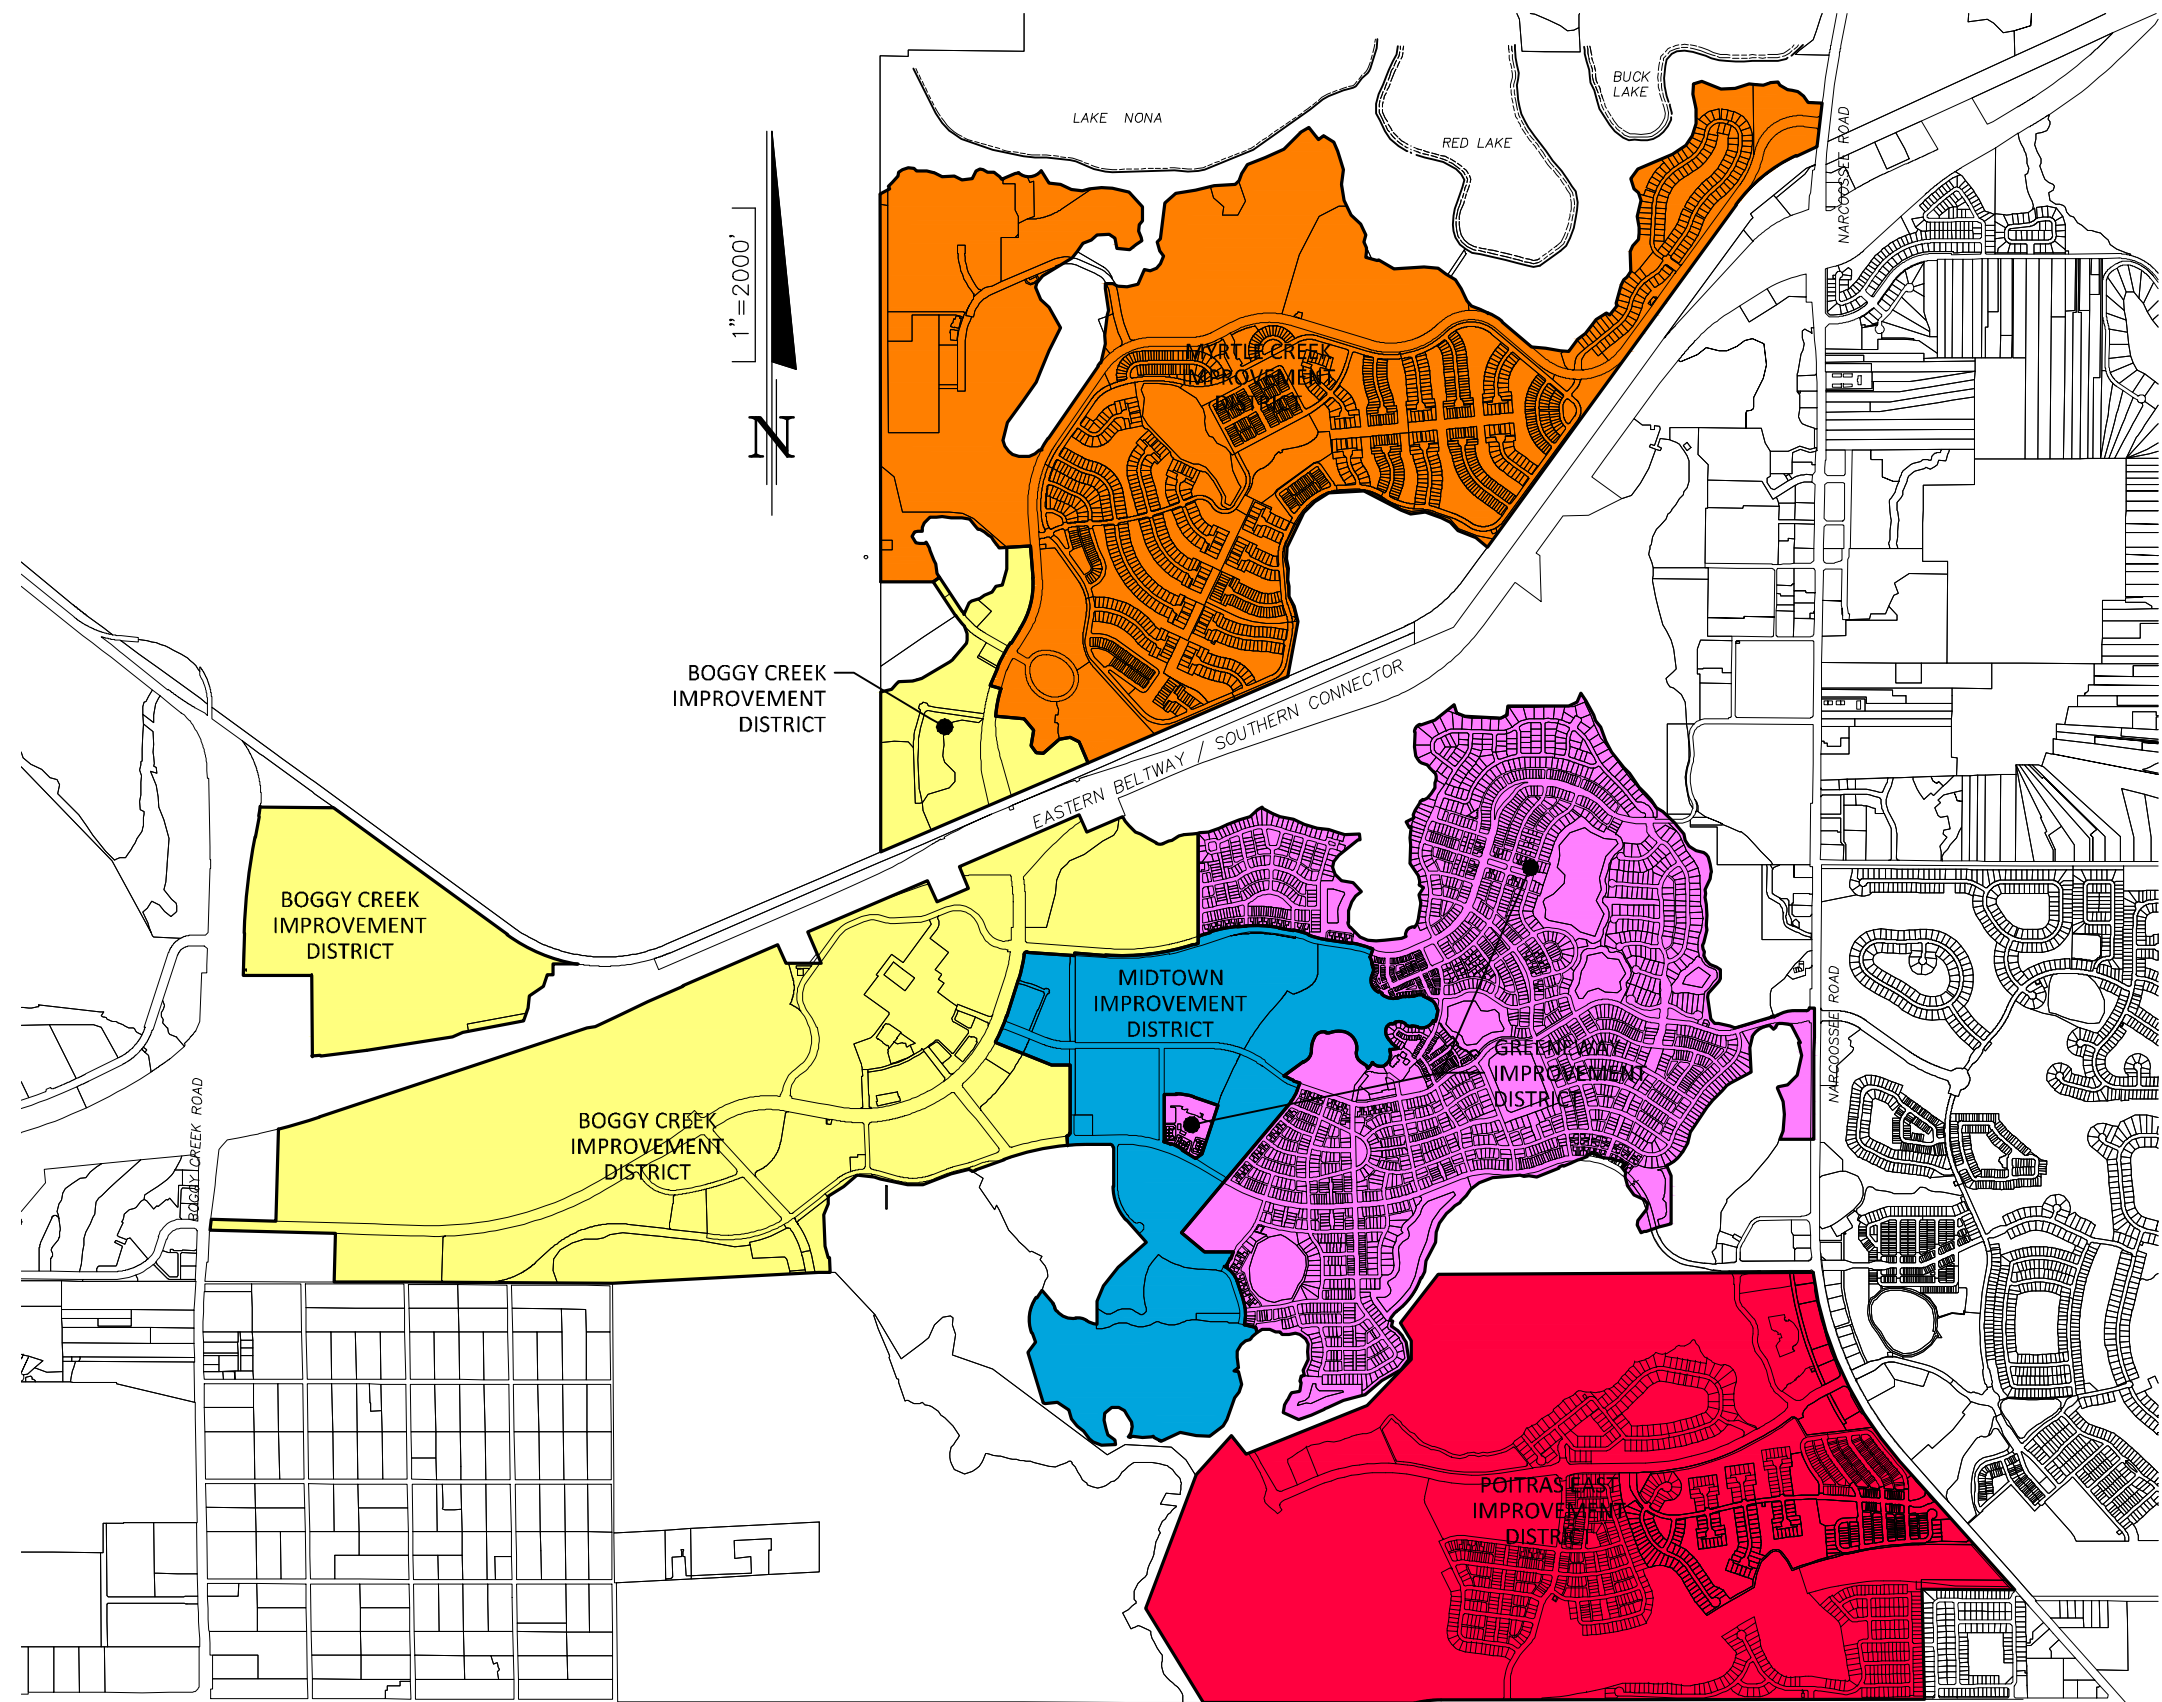 BUCK
LAKE
LAKE NONA
RED LAKE
NARCOOSSEE ROAD
1"=2000'
MYRTLE CREEK
IMPROVEMENT
DISTRICT
N
BOGGY CREEK
IMPROVEMENT
DISTRICT
EASTERN BELTWAY / SOUTHERN CONNECTOR
BOGGY CREEK
IMPROVEMENT
DISTRICT
MIDTOWN
IMPROVEMENT
DISTRICT
NARCOOSSEE ROAD
GREENEWAY
IMPROVEMENT
DISTRICT
BOGGY CREEK ROAD
BOGGY CREEK
IMPROVEMENT
DISTRICT
POITRAS EAST
IMPROVEMENT
DISTRICT